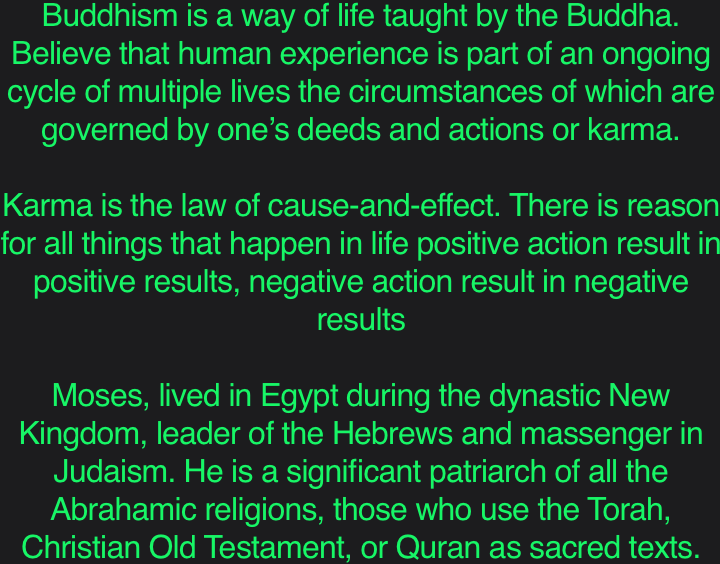 Buddhism is a way of life taught by the Buddha.
Believe that human experience is part of an ongoing
cycle of multiple lives the circumstances of which are
governed by one’s deeds and actions or karma.
Karma is the law of cause-and-effect. There is reason
for all things that happen in life positive action result in
positive results, negative action result in negative
results
Moses, lived in Egypt during the dynastic New
Kingdom, leader of the Hebrews and massenger in
Judaism. He is a significant patriarch of all the
Abrahamic religions, those who use the Torah,
Christian Old Testament, or Quran as sacred texts.